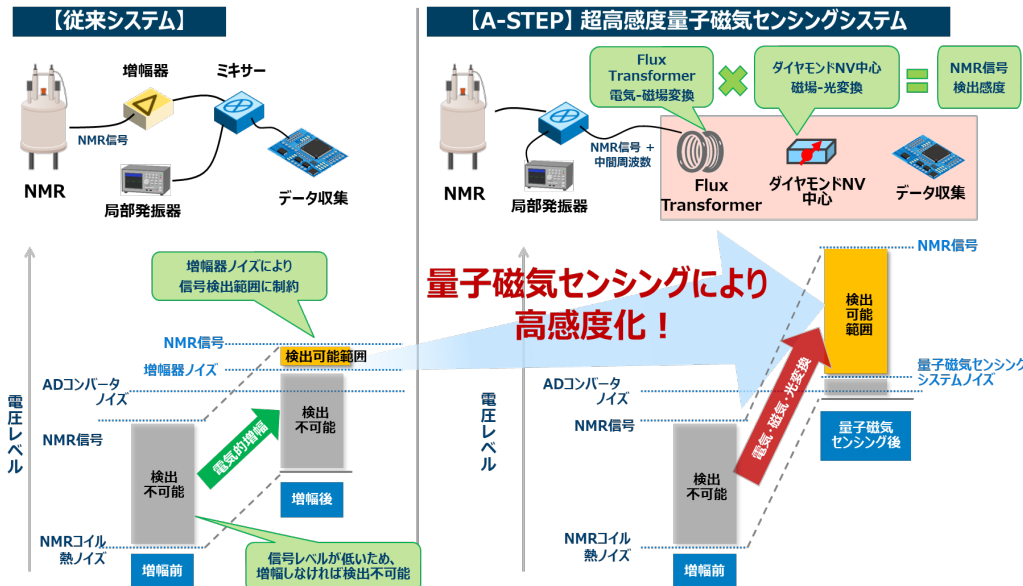 【従来システム】
増幅器
ミキサー
NMR信号
NMR
局部発振器
データ収集
【A-STEP】超高感度量子磁気センシングシステム
Flux
Transformer
電気-磁場変換
ダイヤモンドNV中心
磁場-光変換
NMR信号
検出感度
NMR信号 +
中間周波数
NMR
局部発振器
Flux
Transformer
ダイヤモンドNV
中心
データ収集
量子磁気センシングにより
高感度化！
電圧レベル
増幅器ノイズにより
信号検出範囲に制約
NMR信号
検出可能範囲
増幅器ノイズ
ADコンバータ
ノイズ
NMR信号
検出
不可能
電気的増幅
検出
不可能
増幅後
NMRコイル
熱ノイズ
増幅前
信号レベルが低いため、
増幅しなければ検出不可能
電圧レベル
NMR信号
検出
可能
範囲
量子磁気センシング
システムノイズ
ADコンバータ
ノイズ
NMR信号
電気・磁気・光変換
量子磁気
センシング後
検出
不可能
NMRコイル
熱ノイズ
増幅前